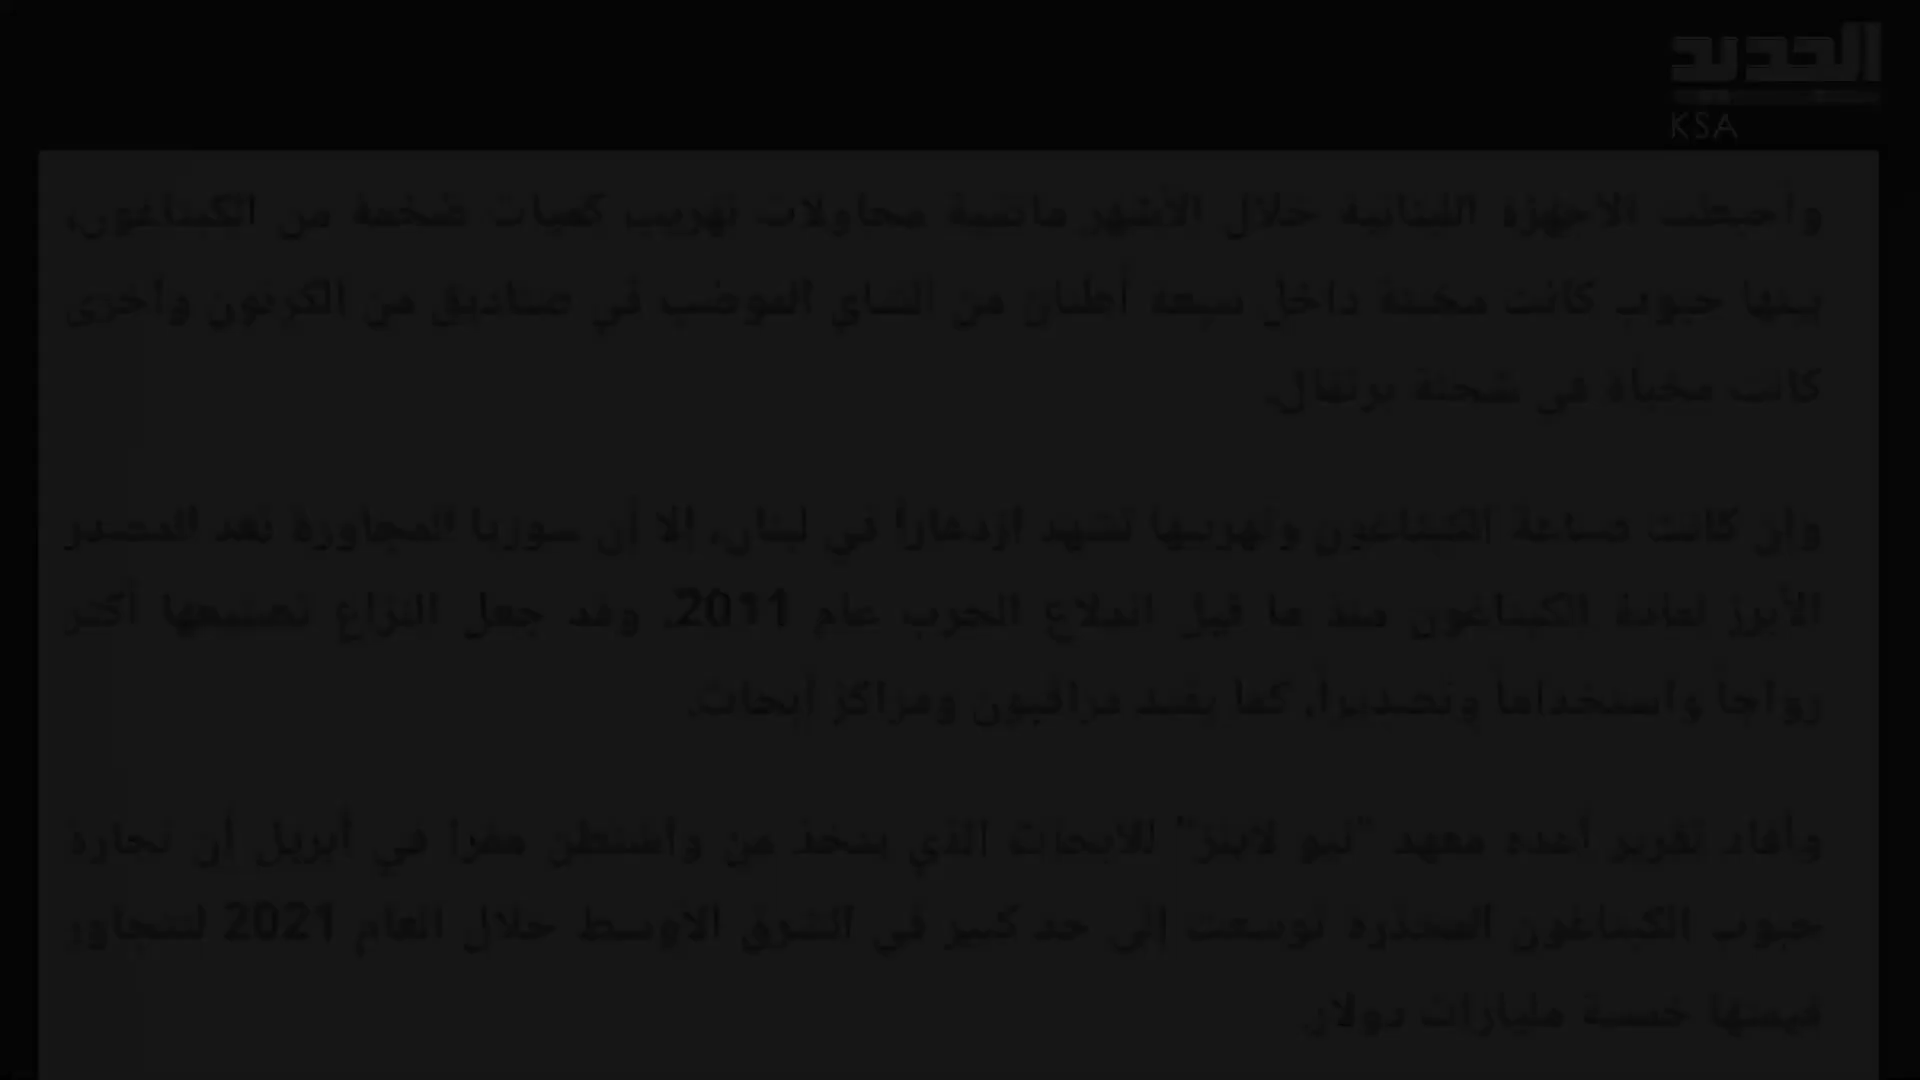 الجديد
KSA
وأحبطت الأجهزة اللبنانية خلال الأشهر ماضية محاولات تهريب كميات ضخمة من الكبتاغون،
بينها حبوب كانت مخبئة داخل سبعة أطنان من الشاي الموضب في صناديق من الكرتون وأخرى
كانت مخبأة في شحنة برتقال.
وإن كانت صناعة الكبتاغون وتهريبها تشهد ازدهاراً في لبنان، إلا أن سوريا المجاورة تعد المصدر
الأبرز لمادة الكبتاغون منذ ما قبل اندلاع الحرب عام 2011. وقد جعل النزاع تصنيعها أكثر
رواجاً واستخداماً وتصديراً، كما يفيد مراقبون ومراكز أبحاث.
وأفاد تقرير أعده معهد "نيو لاينز" للأبحاث الذي يتخذ من واشنطن مقرا في أبريل أن تجارة
حبوب الكبتاغون المخدرة توسعت إلى حد كبير في الشرق الأوسط خلال العام 2021 لتتجاوز
قيمتها خمسة مليارات دولار.